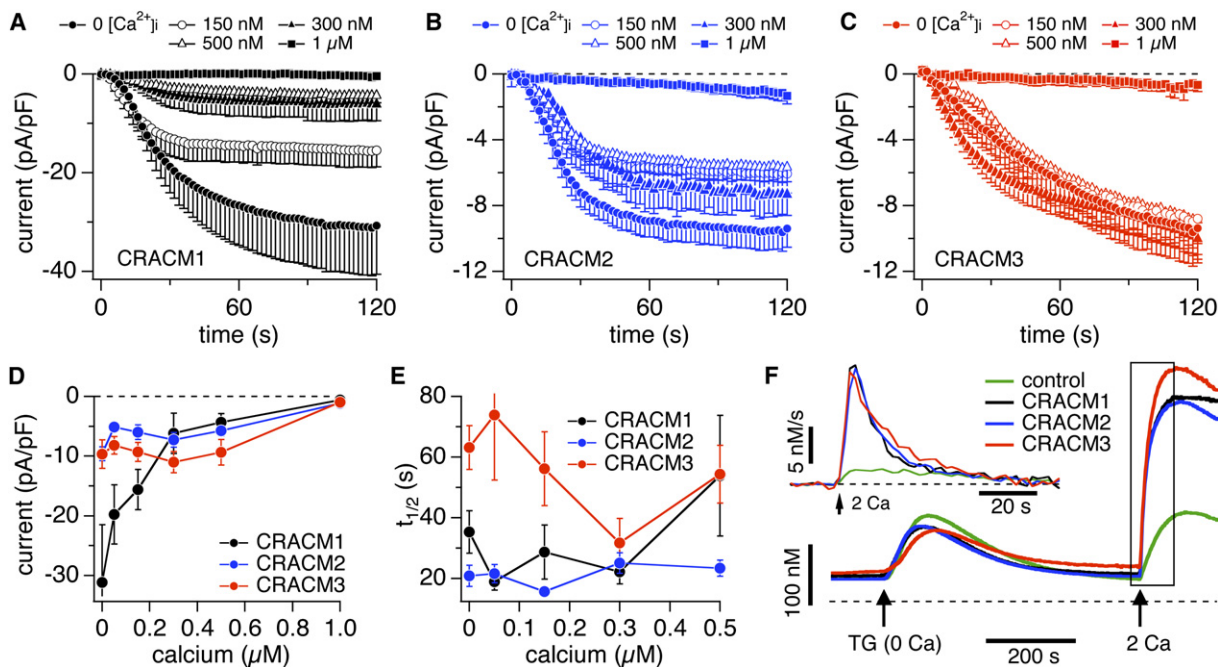 A
0 [Ca²⁺]i 150 nM 300 nM
500 nM 1 µM
0
-20
-40
current (pA/pF)
CRACM1
0 60 120
time (s)
B
0 [Ca²⁺]i 150 nM 300 nM
500 nM 1 µM
0
-4
-8
-12
current (pA/pF)
CRACM2
0 60 120
time (s)
C
0 [Ca²⁺]i 150 nM 300 nM
500 nM 1 µM
0
-4
-8
-12
current (pA/pF)
CRACM3
0 60 120
time (s)
D
0
-10
-20
-30
current (pA/pF)
CRACM1
CRACM2
CRACM3
0 0.2 0.4 0.6 0.8 1.0
calcium (µM)
E
80
60
40
20
t1/2 (s)
CRACM1
CRACM2
CRACM3
0 0.1 0.2 0.3 0.4 0.5
calcium (µM)
F
control
CRACM1
CRACM2
CRACM3
5 nM/s
2 Ca
20 s
100 nM
TG (0 Ca)
200 s
2 Ca